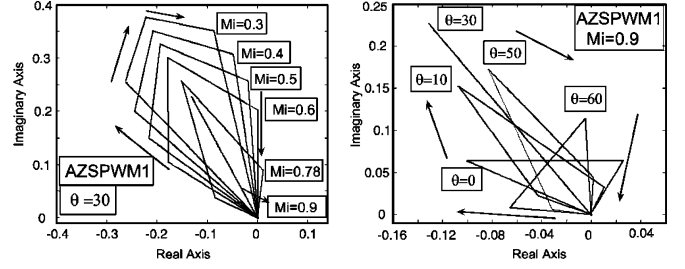 0.4
0.3
0.2
0.1
0
-0.4
-0.3
-0.2
-0.1
0
0.1
Imaginary Axis
Real Axis
Mi=0.3
Mi=0.4
Mi=0.5
Mi=0.6
Mi=0.78
Mi=0.9
AZSPWM1
θ =30
0.25
0.2
0.15
0.1
0.05
0
-0.16
-0.12
-0.08
-0.04
0
0.04
Imaginary Axis
Real Axis
θ=30
θ=50
θ=10
θ=60
θ=0
AZSPWM1
Mi=0.9